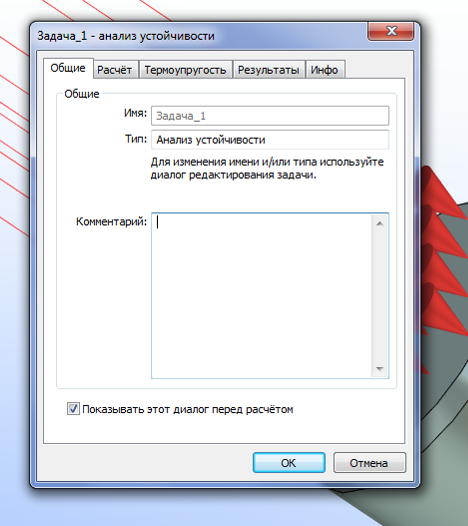 Задача_1 - анализ устойчивости
Общие Расчёт Термоупругость Результаты Инфо
Общие
Имя: Задача_1
Тип: Анализ устойчивости
Для изменения имени и/или типа используйте
диалог редактирования задачи.
Комментарий:
Показывать этот диалог перед расчётом
ОК Отмена